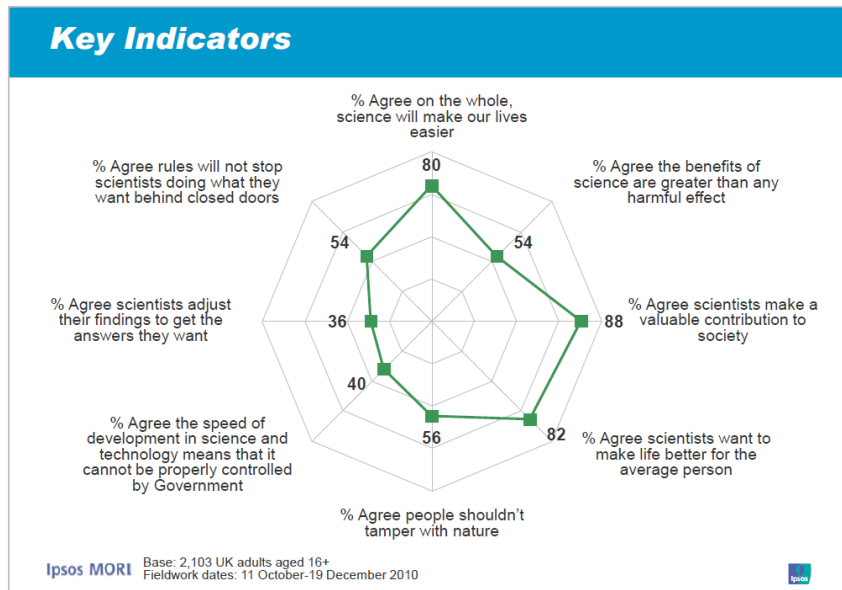 Key Indicators
% Agree on the whole,
science will make our lives
easier
80
% Agree rules will not stop
scientists doing what they
want behind closed doors
54
% Agree the benefits of
science are greater than any
harmful effect
54
% Agree scientists adjust
their findings to get the
answers they want
36
% Agree scientists make a
valuable contribution to
society
88
% Agree the speed of
development in science and
technology means that it
cannot be properly controlled
by Government
40
% Agree scientists want to
make life better for the
average person
82
56
% Agree people shouldn't
tamper with nature
Ipsos MORI
Base: 2,103 UK adults aged 16+
Fieldwork dates: 11 October-19 December 2010
Ipsos